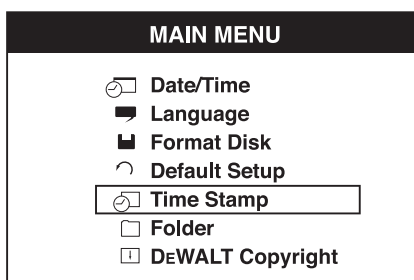 MAIN MENU
Date/Time
Language
Format Disk
Default Setup
Time Stamp
Folder
DEWALT Copyright